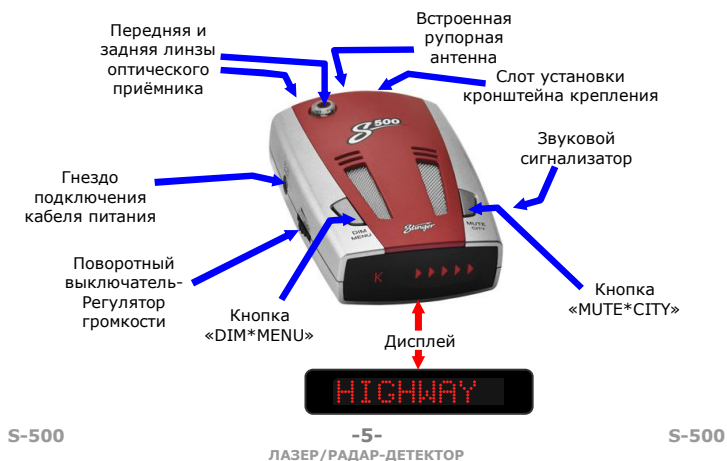 Передняя и
задняя линзы
оптического
приёмника
Встроенная
рупорная
антенна
Слот установки
кронштейна крепления
Звуковой
сигнализатор
Гнездо
подключения
кабеля питания
Поворотный
выключатель-
Регулятор
громкости
Кнопка
«DIM*MENU»
Кнопка
«MUTE*CITY»
Дисплей
S500
DIM
MENU
Stinger
MUTE
CITY
K
HIGHWAY
S-500
-5-
S-500
ЛАЗЕР/РАДАР-ДЕТЕКТОР